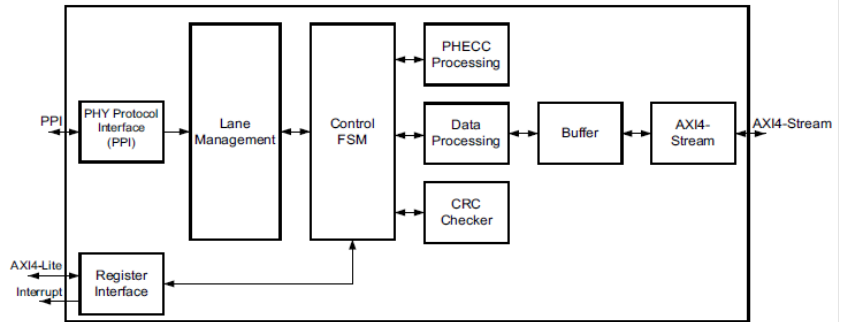 PHECC
Processing
PPI
PHY Protocol
Interface
(PPI)
Lane
Management
Control
FSM
Data
Processing
Buffer
AXI4-
Stream
AXI4-Stream
CRC
Checker
AXI4-Lite
Interrupt
Register
Interface